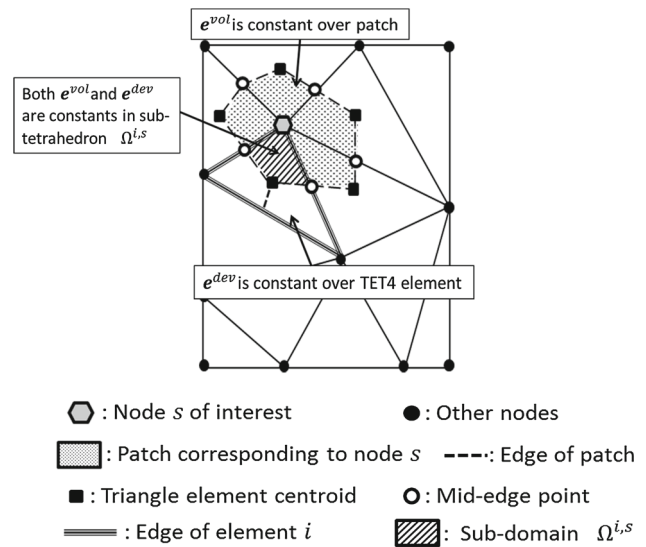 e^vol is constant over patch
Both e^vol and e^dev
are constants in sub-
tetrahedron Ω^i,s
e^dev is constant over TET4 element
: Node s of interest
: Other nodes
: Patch corresponding to node s
: Edge of patch
: Triangle element centroid
: Mid-edge point
: Edge of element i
: Sub-domain Ω^i,s